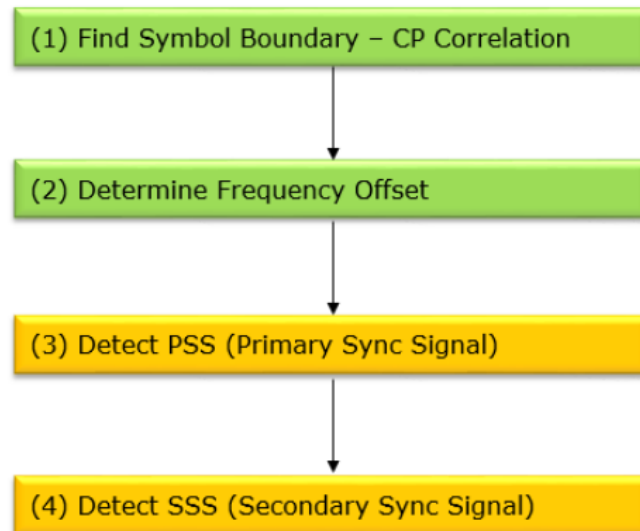 (1) Find Symbol Boundary – CP Correlation
(2) Determine Frequency Offset
(3) Detect PSS (Primary Sync Signal)
(4) Detect SSS (Secondary Sync Signal)